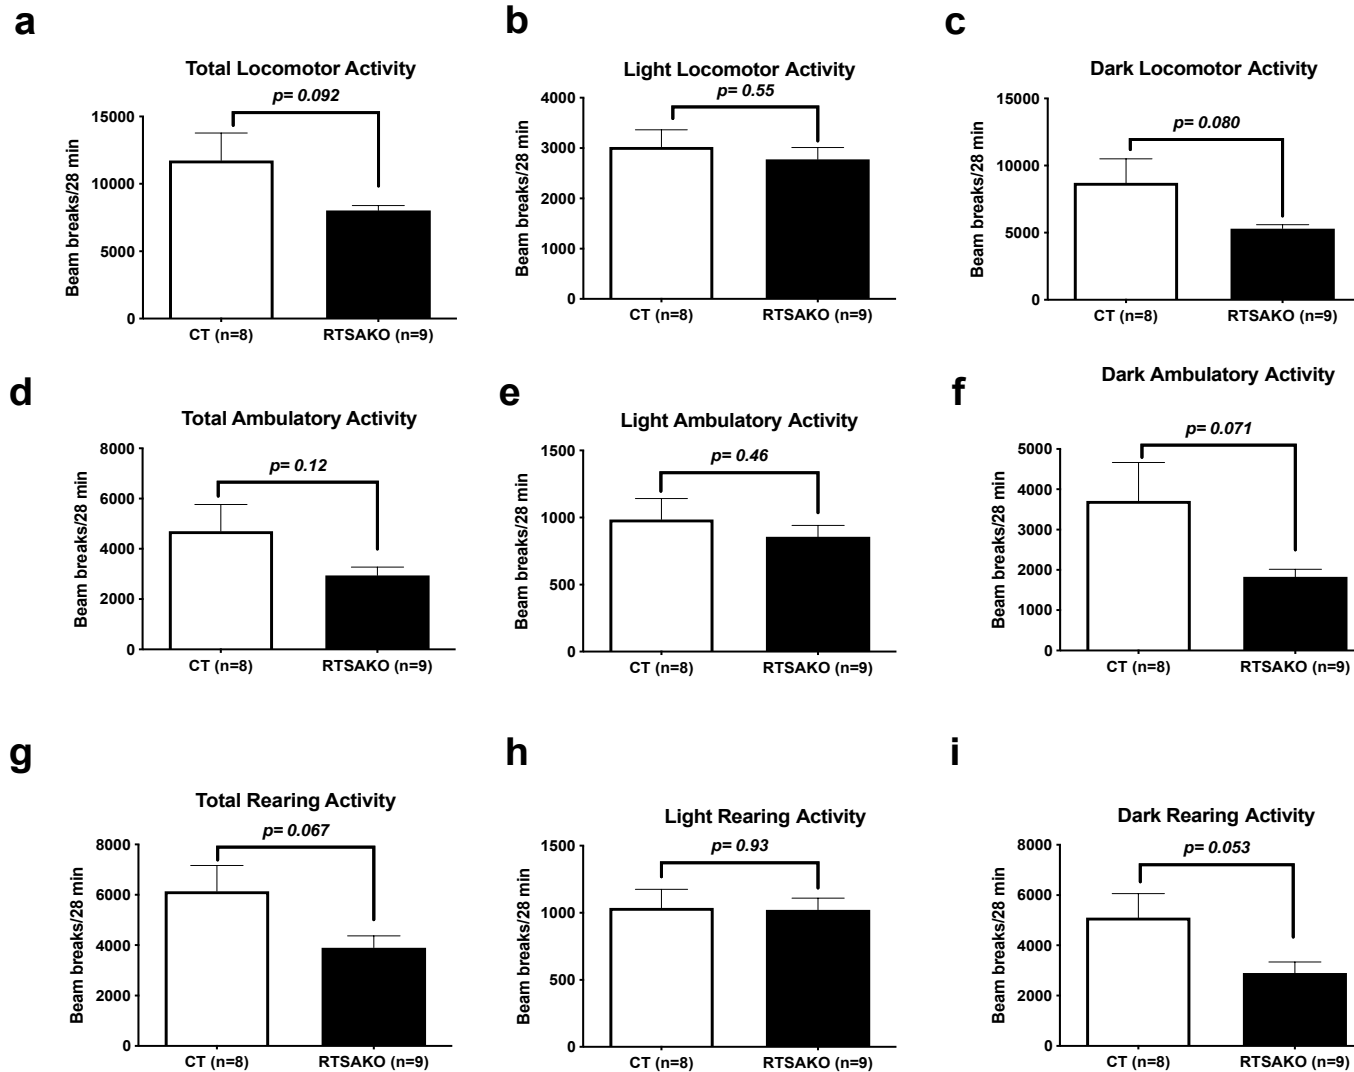 a
Total Locomotor Activity
p= 0.092
Beam breaks/28 min
15000
10000
5000
0
CT (n=8)
RTSAKO (n=9)
b
Light Locomotor Activity
p= 0.55
Beam breaks/28 min
4000
3000
2000
1000
0
CT (n=8)
RTSAKO (n=9)
c
Dark Locomotor Activity
p= 0.080
Beam breaks/28 min
15000
10000
5000
0
CT (n=8)
RTSAKO (n=9)
d
Total Ambulatory Activity
p= 0.12
Beam breaks/28 min
8000
6000
4000
2000
0
CT (n=8)
RTSAKO (n=9)
e
Light Ambulatory Activity
p= 0.46
Beam breaks/28 min
1500
1000
500
0
CT (n=8)
RTSAKO (n=9)
f
Dark Ambulatory Activity
p= 0.071
Beam breaks/28 min
5000
4000
3000
2000
1000
0
CT (n=8)
RTSAKO (n=9)
g
Total Rearing Activity
p= 0.067
Beam breaks/28 min
8000
6000
4000
2000
0
CT (n=8)
RTSAKO (n=9)
h
Light Rearing Activity
p= 0.93
Beam breaks/28 min
1500
1000
500
0
CT (n=8)
RTSAKO (n=9)
i
Dark Rearing Activity
p= 0.053
Beam breaks/28 min
8000
6000
4000
2000
0
CT (n=8)
RTSAKO (n=9)